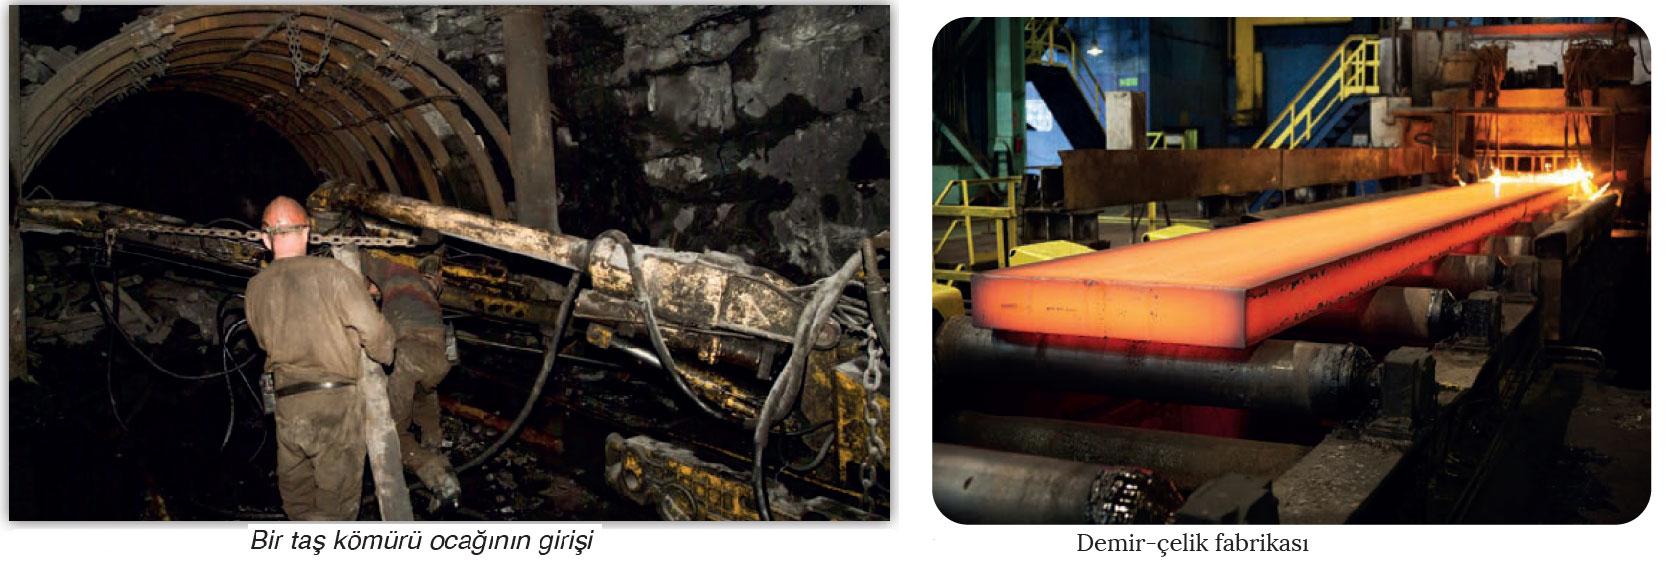 Bir taş kömürü ocağının girişi
Demir-çelik fabrikası